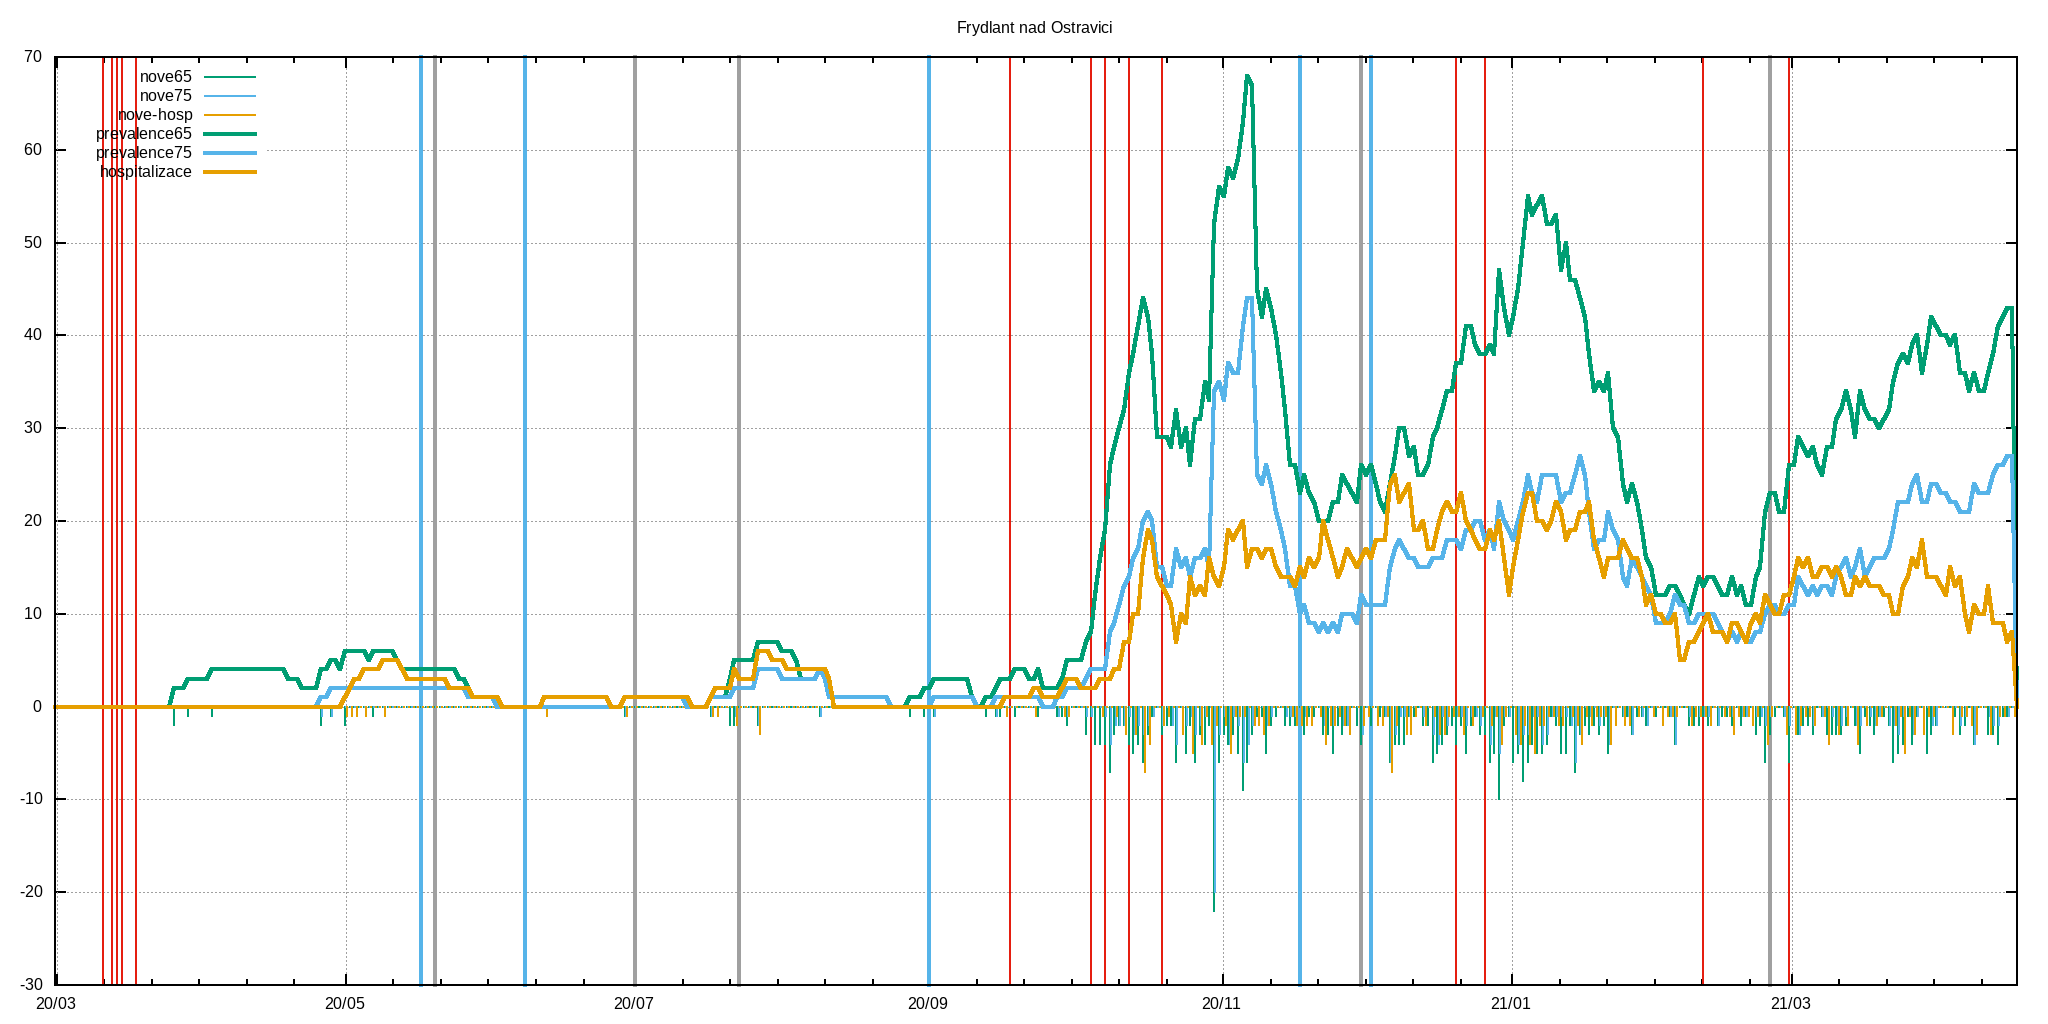 Frydlant nad Ostravici
70
60
50
40
30
20
10
0
-10
-20
-30
nove65
nove75
nove-hosp
prevalence65
prevalence75
hospitalizace
20/03 20/05 20/07 20/09 20/11 21/01 21/03